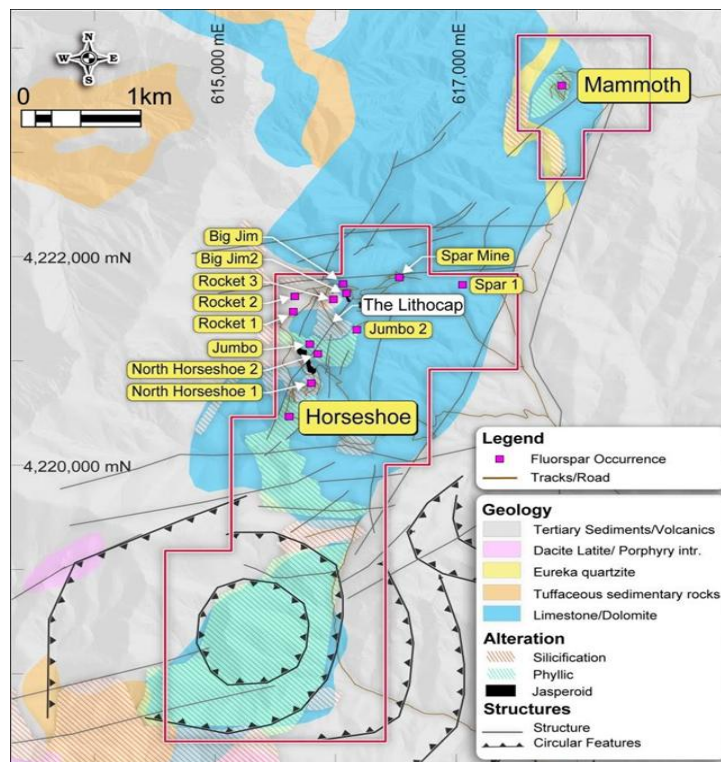 615,000 mE
617,000 mE
N
W
E
S
0
1km
Mammoth
Big Jim
4,222,000 mN
Big Jim2
Spar Mine
Rocket 3
Spar 1
Rocket 2
The Lithocap
Rocket 1
Jumbo 2
Jumbo
North Horseshoe 2
North Horseshoe 1
Horseshoe
4,220,000 mN
Legend
Fluorspar Occurrence
Tracks/Road
Geology
Tertiary Sediments/Volcanics
Dacite Latite/ Porphyry intr.
Eureka quartzite
Tuffaceous sedimentary rocks
Limestone/Dolomite
Alteration
Silicification
Phyllic
Jasperoid
Structures
Structure
Circular Features